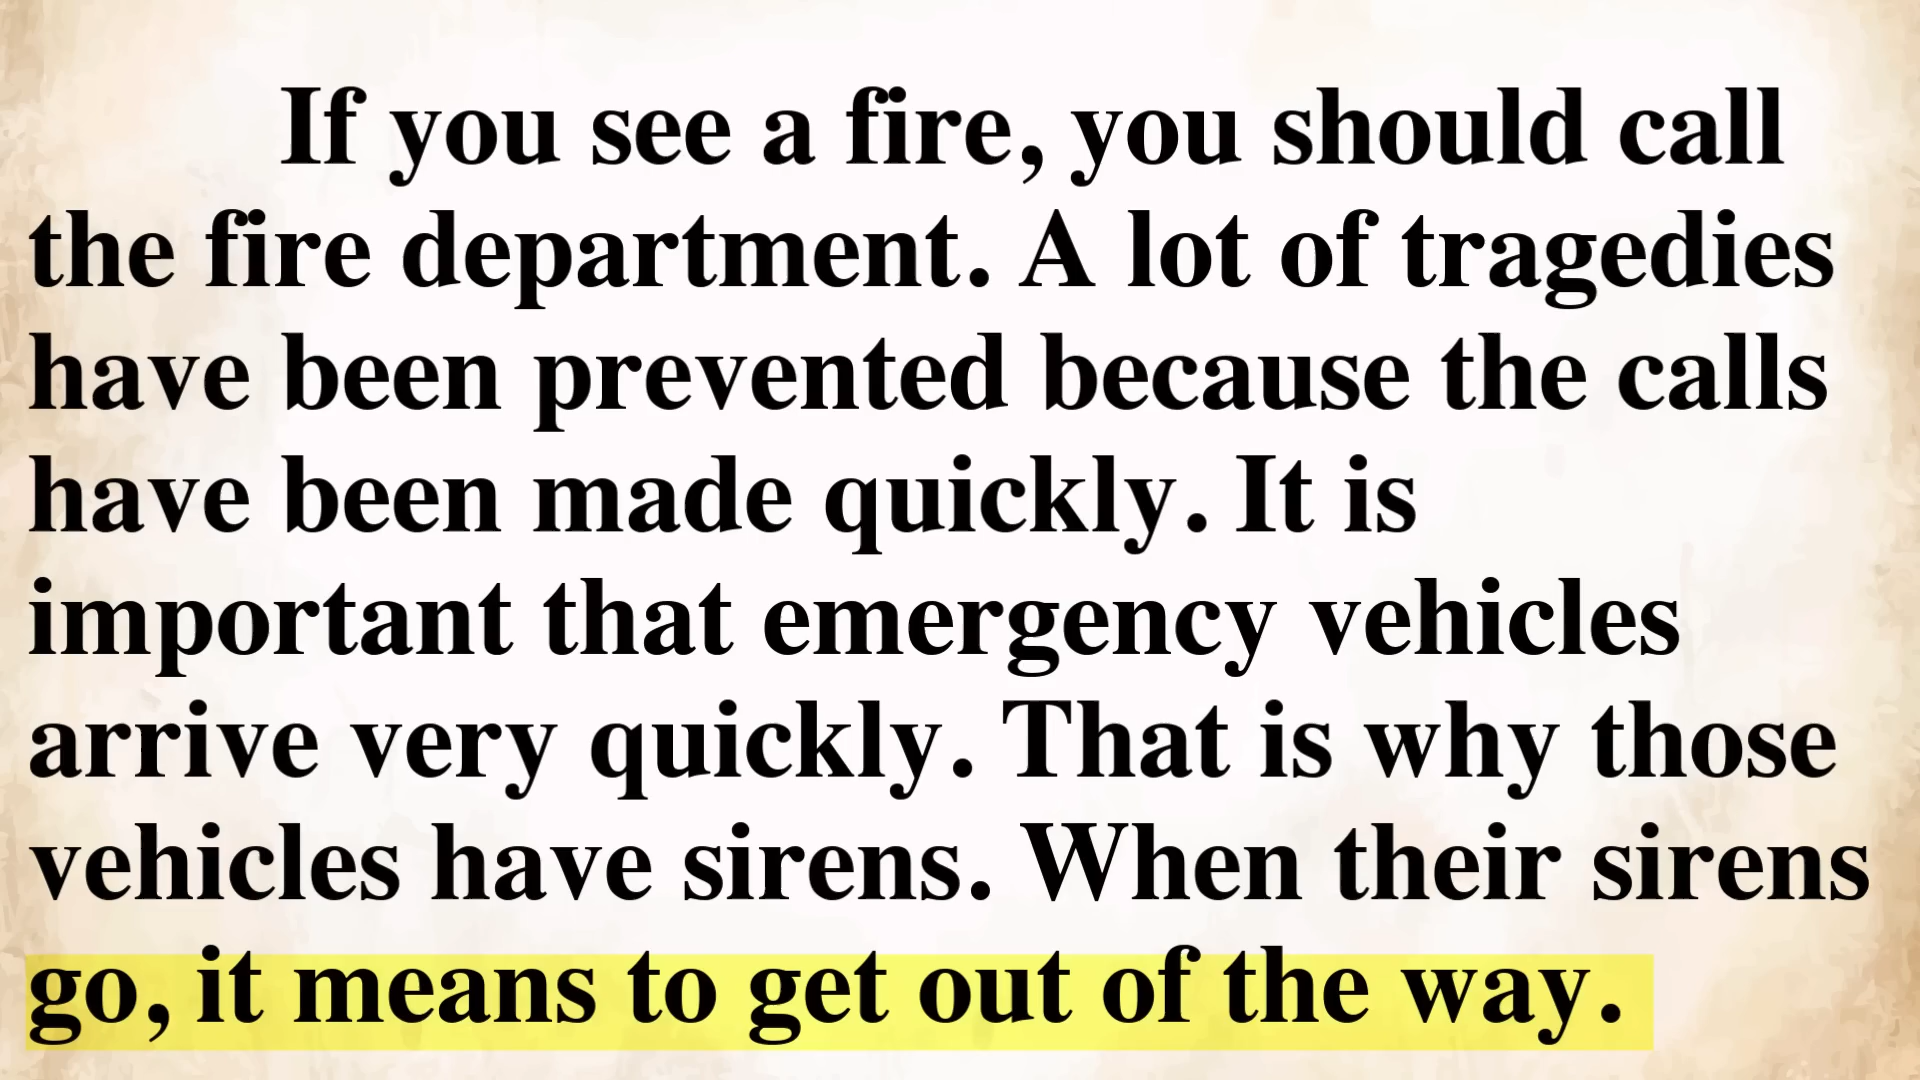 If you see a fire, you should call
the fire department. A lot of tragedies
have been prevented because the calls
have been made quickly. It is
important that emergency vehicles
arrive very quickly. That is why those
vehicles have sirens. When their sirens
go, it means to get out of the way.